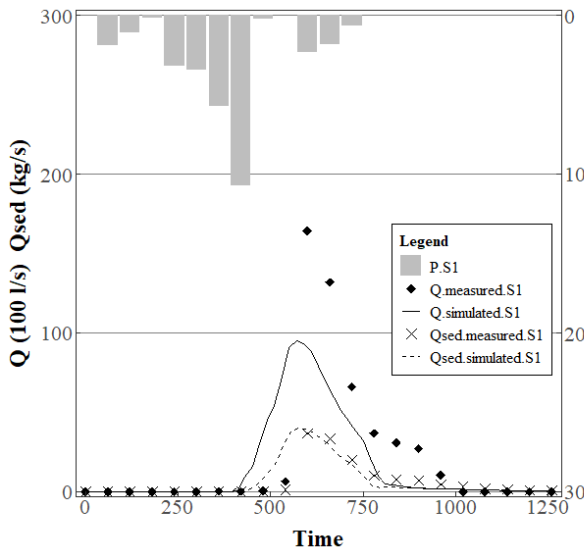 300
0
200
10
100
20
0
30
Q (100 l/s) Qsed (kg/s)
Legend
P.S1
Q.measured.S1
Q.simulated.S1
Qsed.measured.S1
Qsed.simulated.S1
0
250
500
750
1000
1250
Time